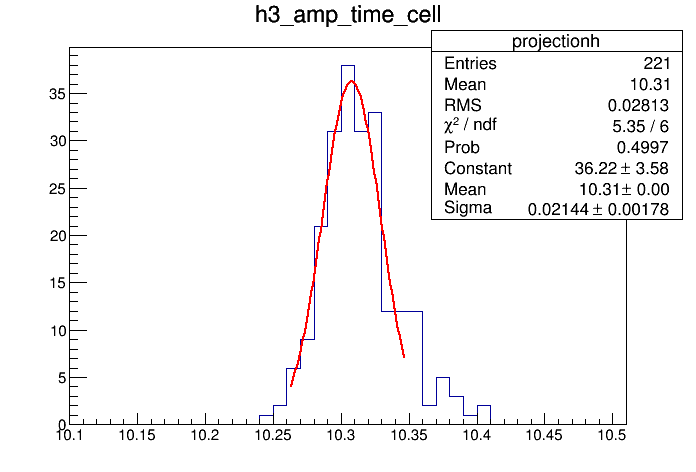 h3_amp_time_cell
projectionh
Entries 221
Mean 10.31
RMS 0.02813
χ² / ndf 5.35 / 6
Prob 0.4997
Constant 36.22 ± 3.58
Mean 10.31 ± 0.00
Sigma 0.02144 ± 0.00178
35
30
25
20
15
10
5
0
10.1 10.15 10.2 10.25 10.3 10.35 10.4 10.45 10.5